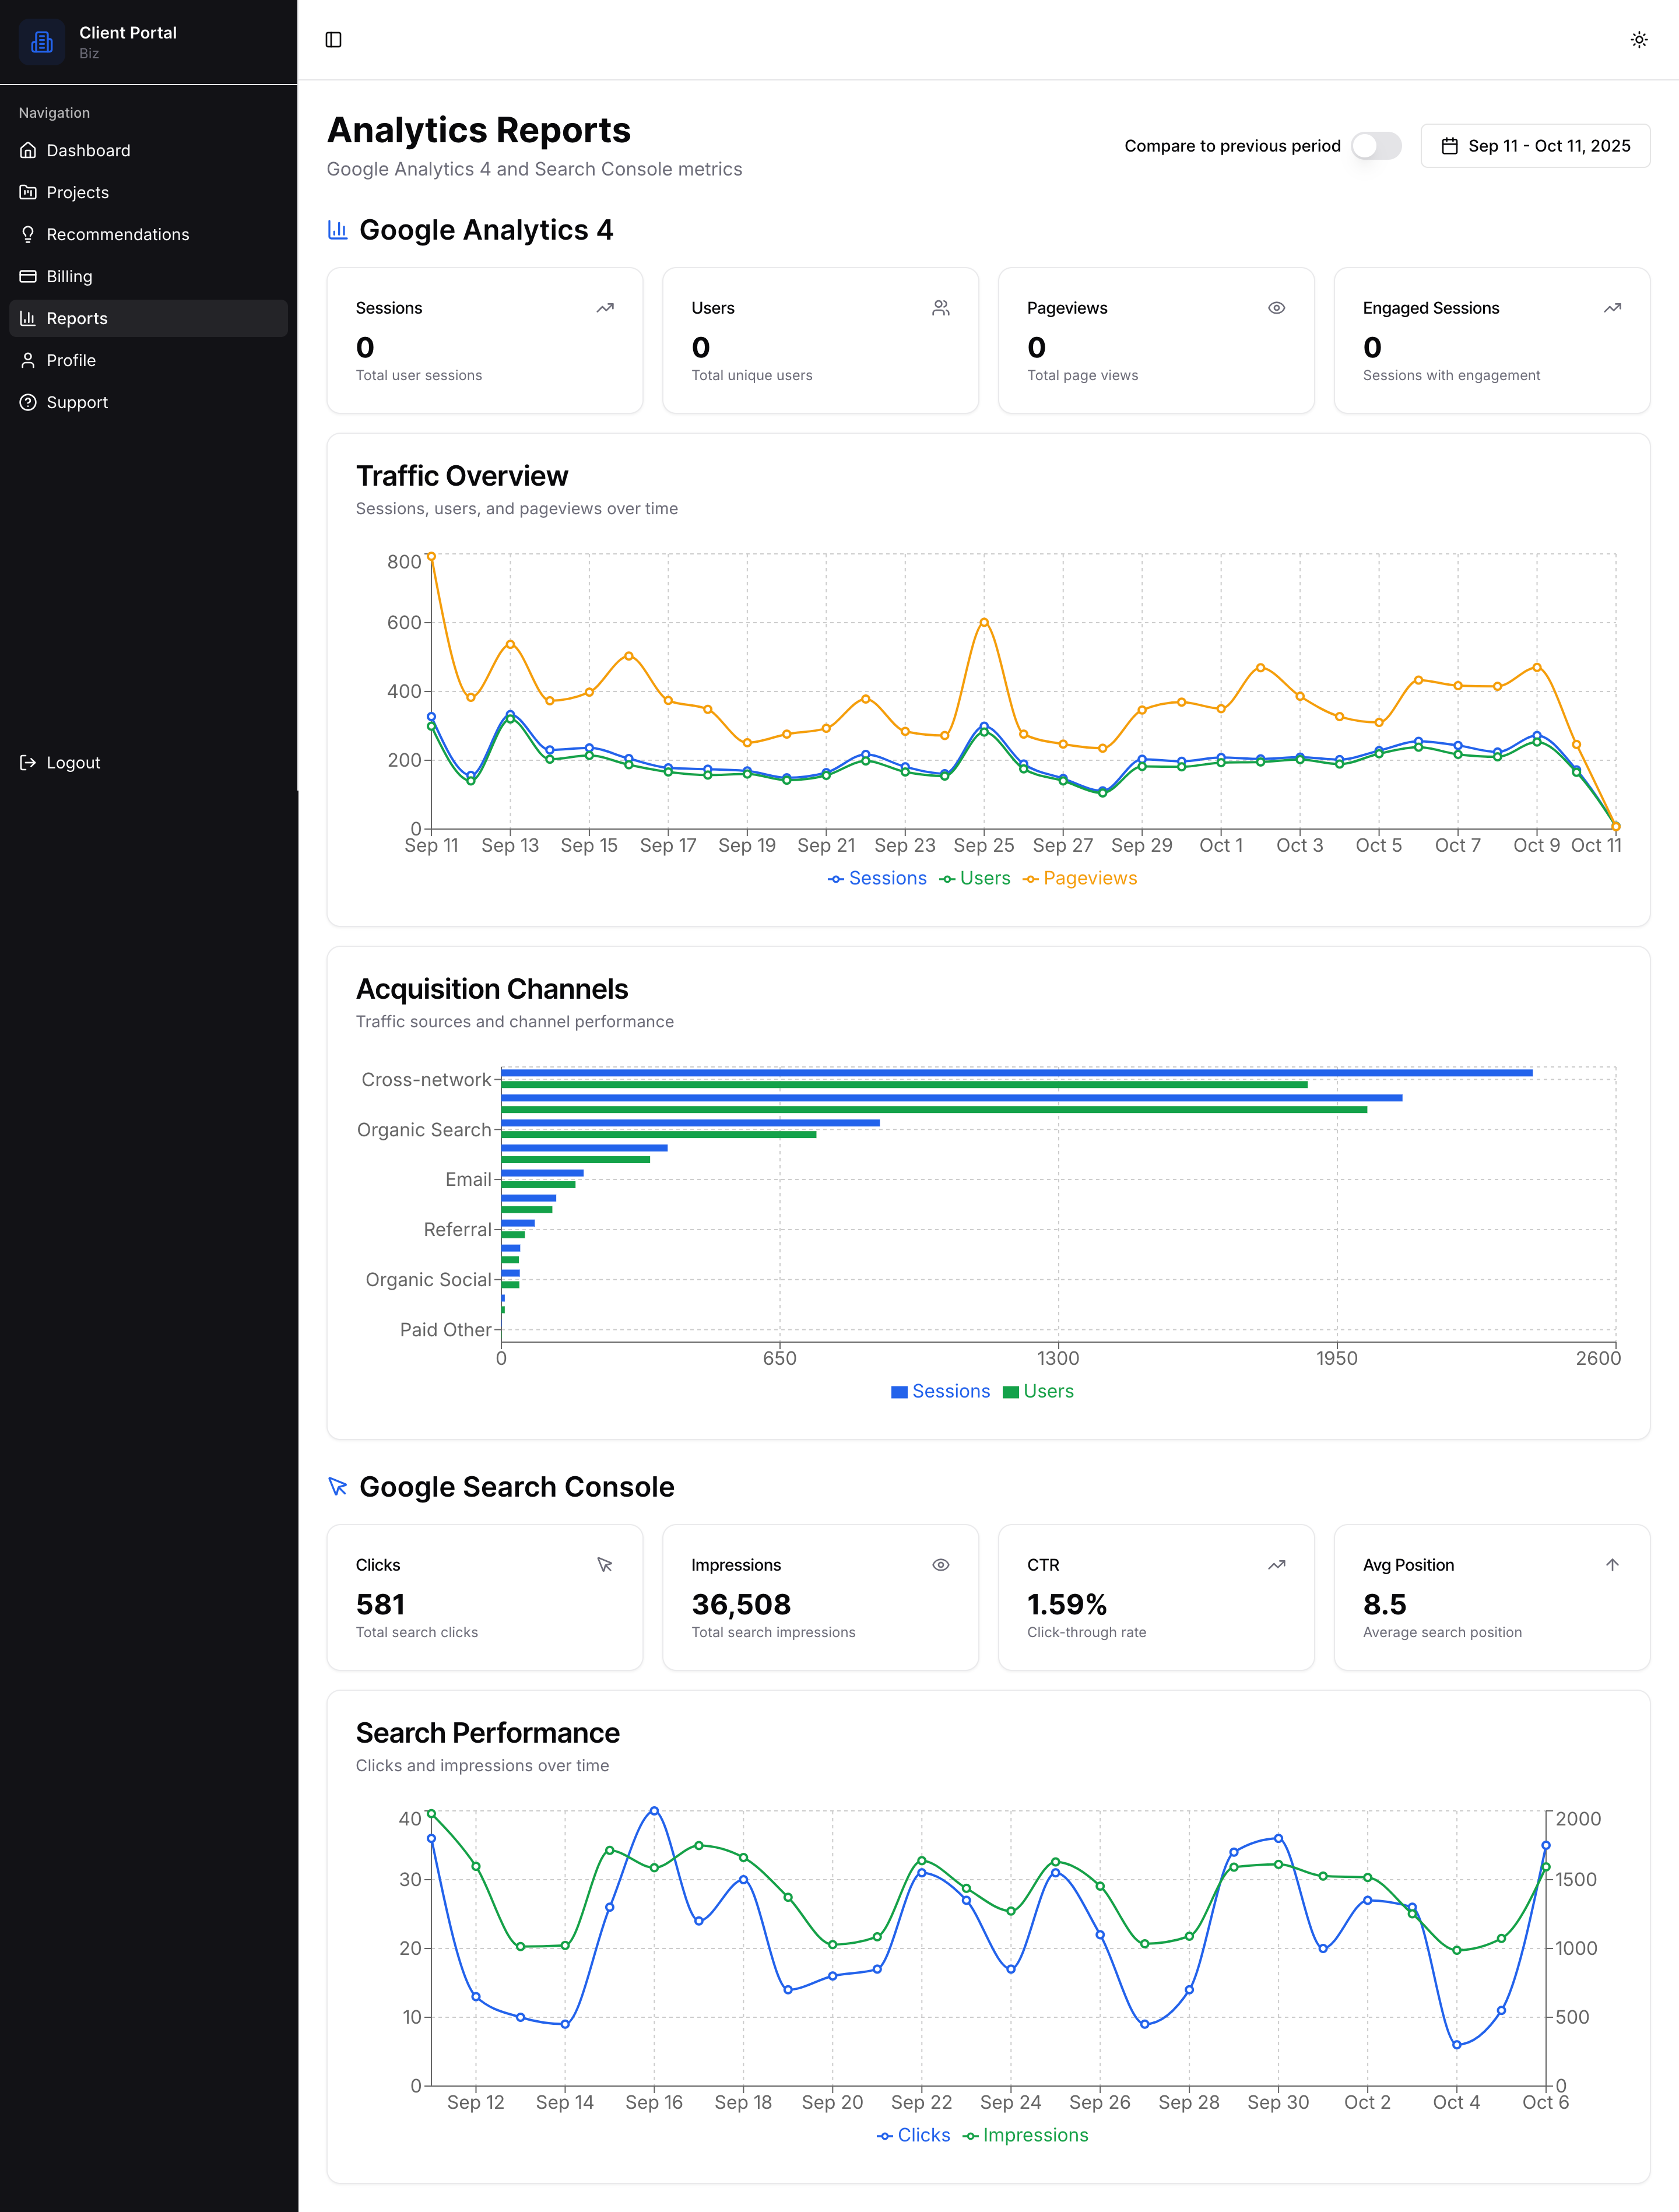 Client Portal
Biz
Navigation
Dashboard
Projects
Recommendations
Billing
Reports
Profile
Support
Logout
Analytics Reports
Google Analytics 4 and Search Console metrics
Compare to previous period
Sep 11 - Oct 11, 2025
Google Analytics 4
Sessions
0
Total user sessions
Users
0
Total unique users
Pageviews
0
Total page views
Engaged Sessions
0
Sessions with engagement
Traffic Overview
Sessions, users, and pageviews over time
800
600
400
200
0
Sep 11 Sep 13 Sep 15 Sep 17 Sep 19 Sep 21 Sep 23 Sep 25 Sep 27 Sep 29 Oct 1 Oct 3 Oct 5 Oct 7 Oct 9 Oct 11
Sessions Users Pageviews
Acquisition Channels
Traffic sources and channel performance
Cross-network
Organic Search
Email
Referral
Organic Social
Paid Other
0 650 1300 1950 2600
Sessions Users
Google Search Console
Clicks
581
Total search clicks
Impressions
36,508
Total search impressions
CTR
1.59%
Click-through rate
Avg Position
8.5
Average search position
Search Performance
Clicks and impressions over time
40 2000
30 1500
20 1000
10 500
0 0
Sep 12 Sep 14 Sep 16 Sep 18 Sep 20 Sep 22 Sep 24 Sep 26 Sep 28 Sep 30 Oct 2 Oct 4 Oct 6
Clicks Impressions